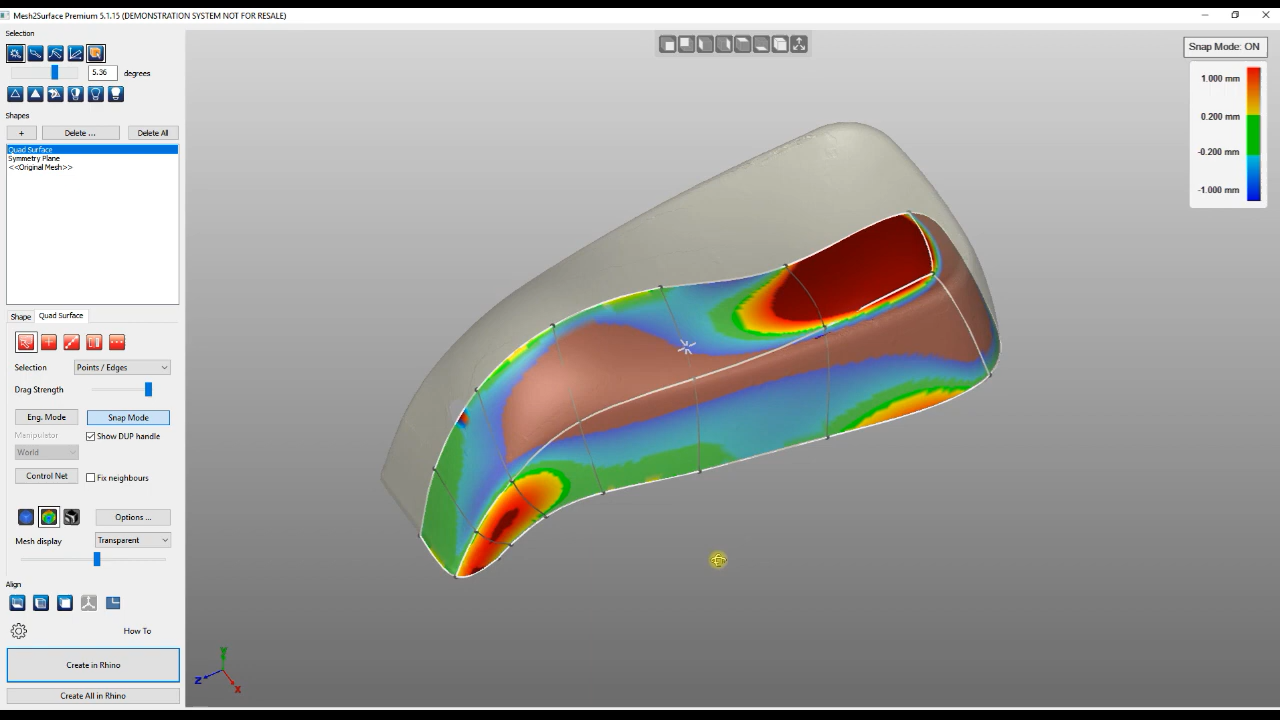 Mesh2Surface Premium 5.1.15 (DEMONSTRATION SYSTEM NOT FOR RESALE)
Selection
5.36 degrees
Shapes
+ Delete ... Delete All
Quad Surface
Symmetry Plane
<<Original Mesh>>
Shape Quad Surface
Selection Points / Edges
Drag Strength
Eng. Mode Snap Mode
Manipulator Show DUP handle
World
Control Net Fix neighbours
Options ...
Mesh display Transparent
Align
How To
Create in Rhino
Create All in Rhino
Snap Mode: ON
1.000 mm
0.200 mm
-0.200 mm
-1.000 mm
Y
Z
X